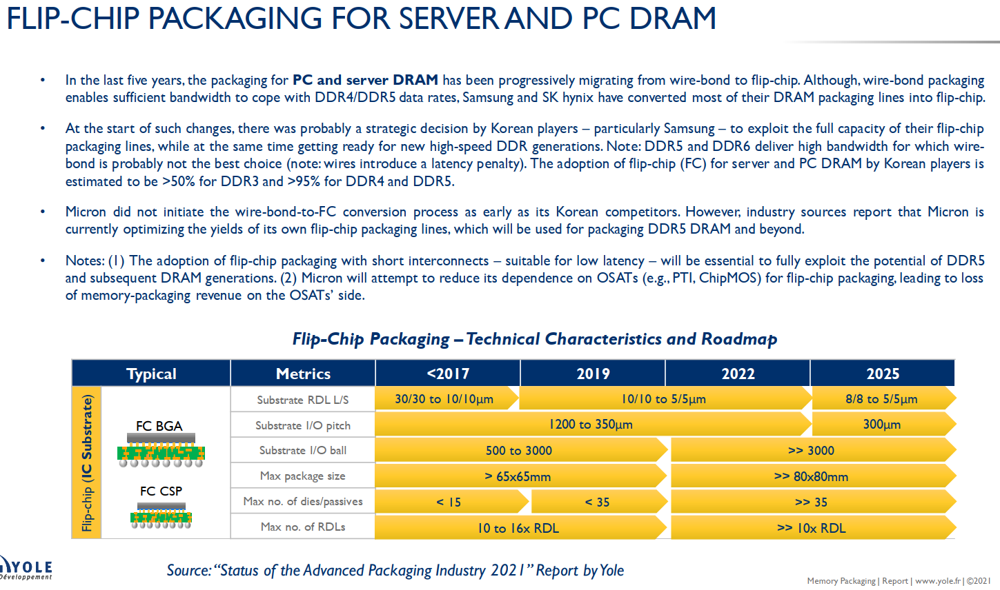 FLIP-CHIP PACKAGING FOR SERVER AND PC DRAM
• In the last five years, the packaging for PC and server DRAM has been progressively migrating from wire-bond to flip-chip. Although, wire-bond packaging
enables sufficient bandwidth to cope with DDR4/DDR5 data rates, Samsung and SK hynix have converted most of their DRAM packaging lines into flip-chip.
• At the start of such changes, there was probably a strategic decision by Korean players – particularly Samsung – to exploit the full capacity of their flip-chip
packaging lines, while at the same time getting ready for new high-speed DDR generations. Note: DDR5 and DDR6 deliver high bandwidth for which wire-
bond is probably not the best choice (note: wires introduce a latency penalty). The adoption of flip-chip (FC) for server and PC DRAM by Korean players is
estimated to be >50% for DDR3 and >95% for DDR4 and DDR5.
• Micron did not initiate the wire-bond-to-FC conversion process as early as its Korean competitors. However, industry sources report that Micron is
currently optimizing the yields of its own flip-chip packaging lines, which will be used for packaging DDR5 DRAM and beyond.
• Notes: (1) The adoption of flip-chip packaging with short interconnects – suitable for low latency – will be essential to fully exploit the potential of DDR5
and subsequent DRAM generations. (2) Micron will attempt to reduce its dependence on OSATs (e.g., PTI, ChipMOS) for flip-chip packaging, leading to loss
of memory-packaging revenue on the OSATs' side.
Flip-Chip Packaging – Technical Characteristics and Roadmap
Typical Metrics <2017 2019 2022 2025
Flip-chip (IC Substrate)
FC BGA
FC CSP
Substrate RDL L/S 30/30 to 10/10µm 10/10 to 5/5µm 8/8 to 5/5µm
Substrate I/O pitch 1200 to 350µm 300µm
Substrate I/O ball 500 to 3000 >> 3000
Max package size > 65x65mm >> 80x80mm
Max no. of dies/passives < 15 < 35 >> 35
Max no. of RDLs 10 to 16x RDL >> 10x RDL
YOLE
Développement
Source: “Status of the Advanced Packaging Industry 2021” Report by Yole
Memory Packaging | Report | www.yole.fr | ©2021